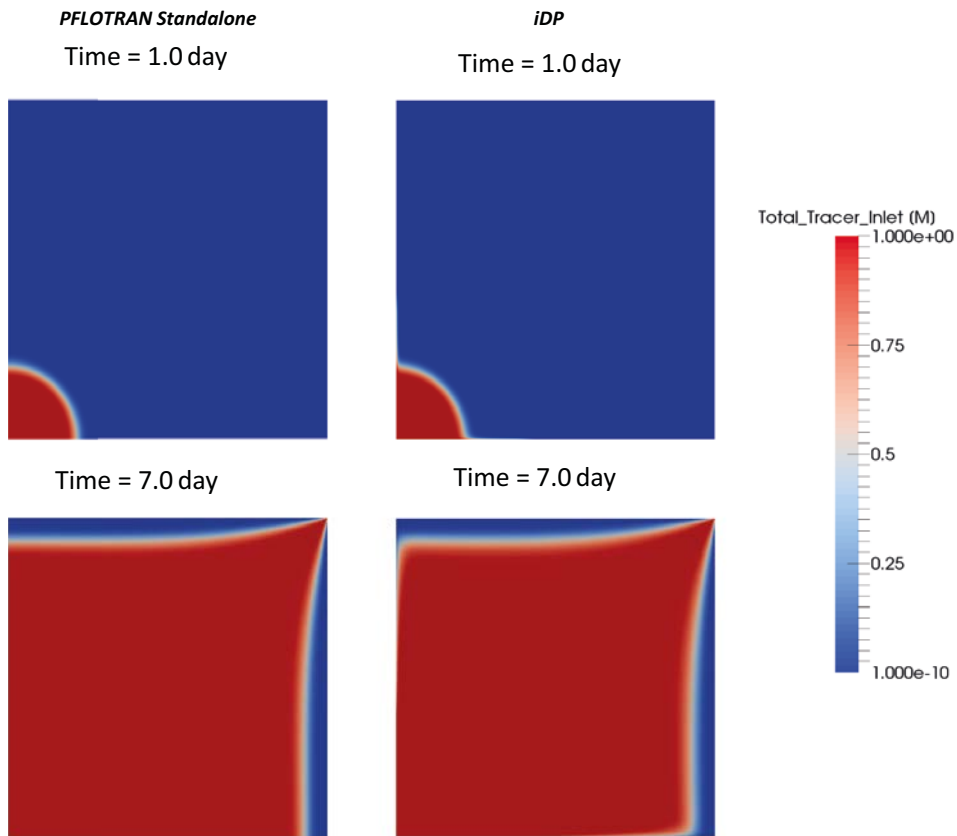 PFLOTRAN Standalone
iDP
Time = 1.0 day
Time = 1.0 day
Total_Tracer_Inlet (M)
1.000e+00
0.75
0.5
0.25
1.000e-10
Time = 7.0 day
Time = 7.0 day